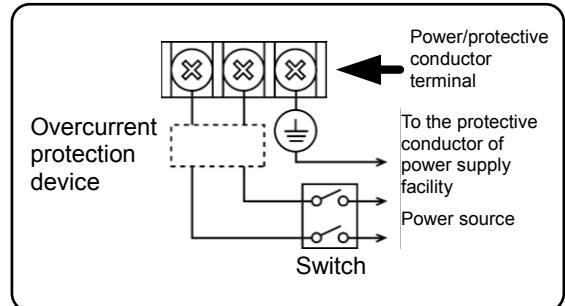 Power/protective
conductor
terminal
Overcurrent
protection
device
To the protective
conductor of
power supply
facility
Power source
Switch